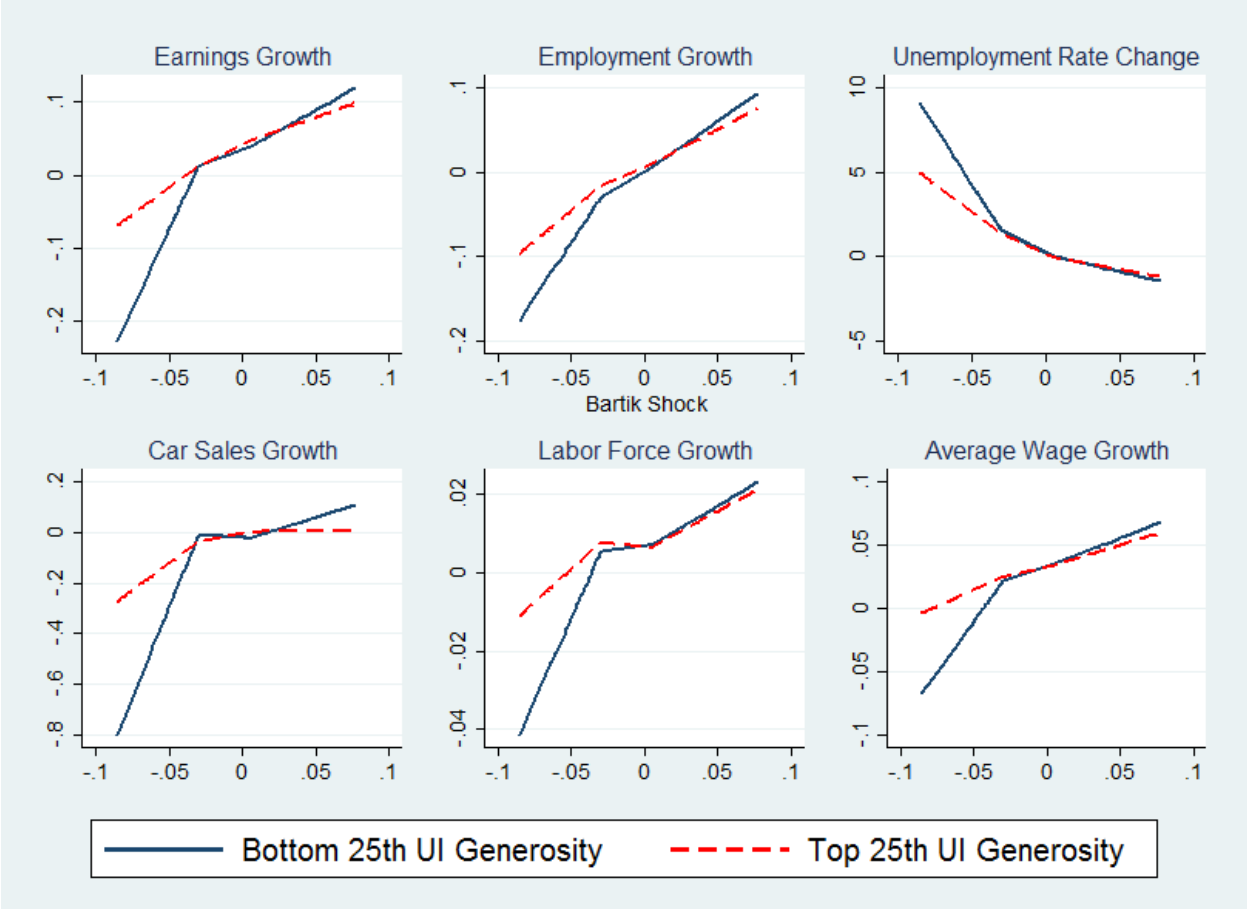 Earnings Growth
.1
0
-.1
-.2
-.1 -.05 0 .05 .1
Employment Growth
.1
0
-.1
-.2
-.1 -.05 0 .05 .1
Bartik Shock
Unemployment Rate Change
10
5
0
-5
-.1 -.05 0 .05 .1
Car Sales Growth
.2
0
-.2
-.4
-.6
-.8
-.1 -.05 0 .05 .1
Labor Force Growth
.02
0
-.02
-.04
-.1 -.05 0 .05 .1
Average Wage Growth
.1
.05
0
-.05
-.1
-.1 -.05 0 .05 .1
Bottom 25th UI Generosity Top 25th UI Generosity